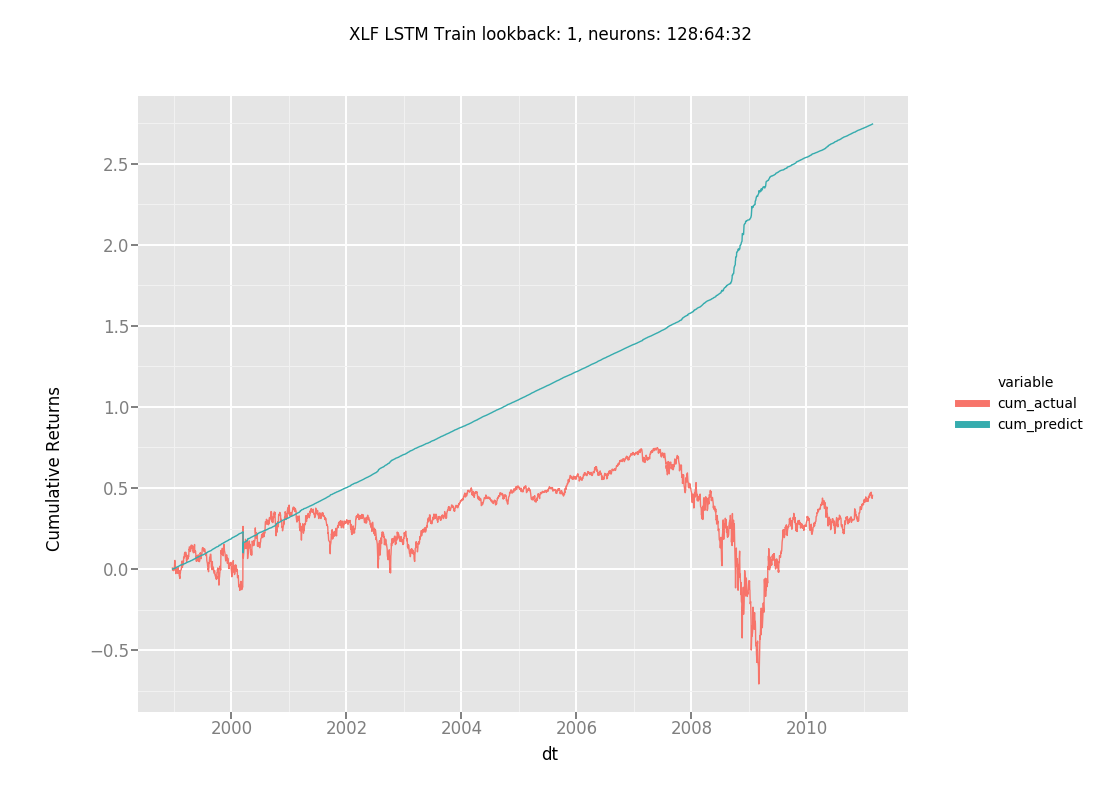 XLF LSTM Train lookback: 1, neurons: 128:64:32
Cumulative Returns
2.5
2.0
1.5
1.0
0.5
0.0
−0.5
2000
2002
2004
2006
2008
2010
dt
variable
cum_actual
cum_predict